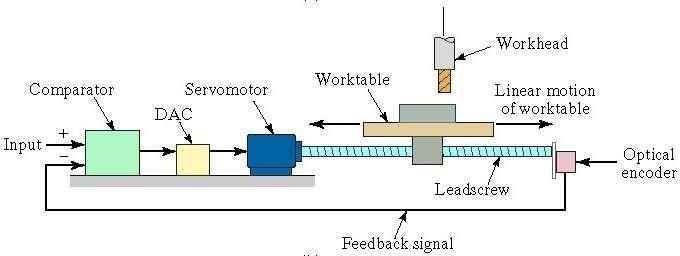 Workhead
Worktable
Linear motion
of worktable
Comparator
Servomotor
DAC
Input
+
−
Optical
encoder
Leadscrew
Feedback signal